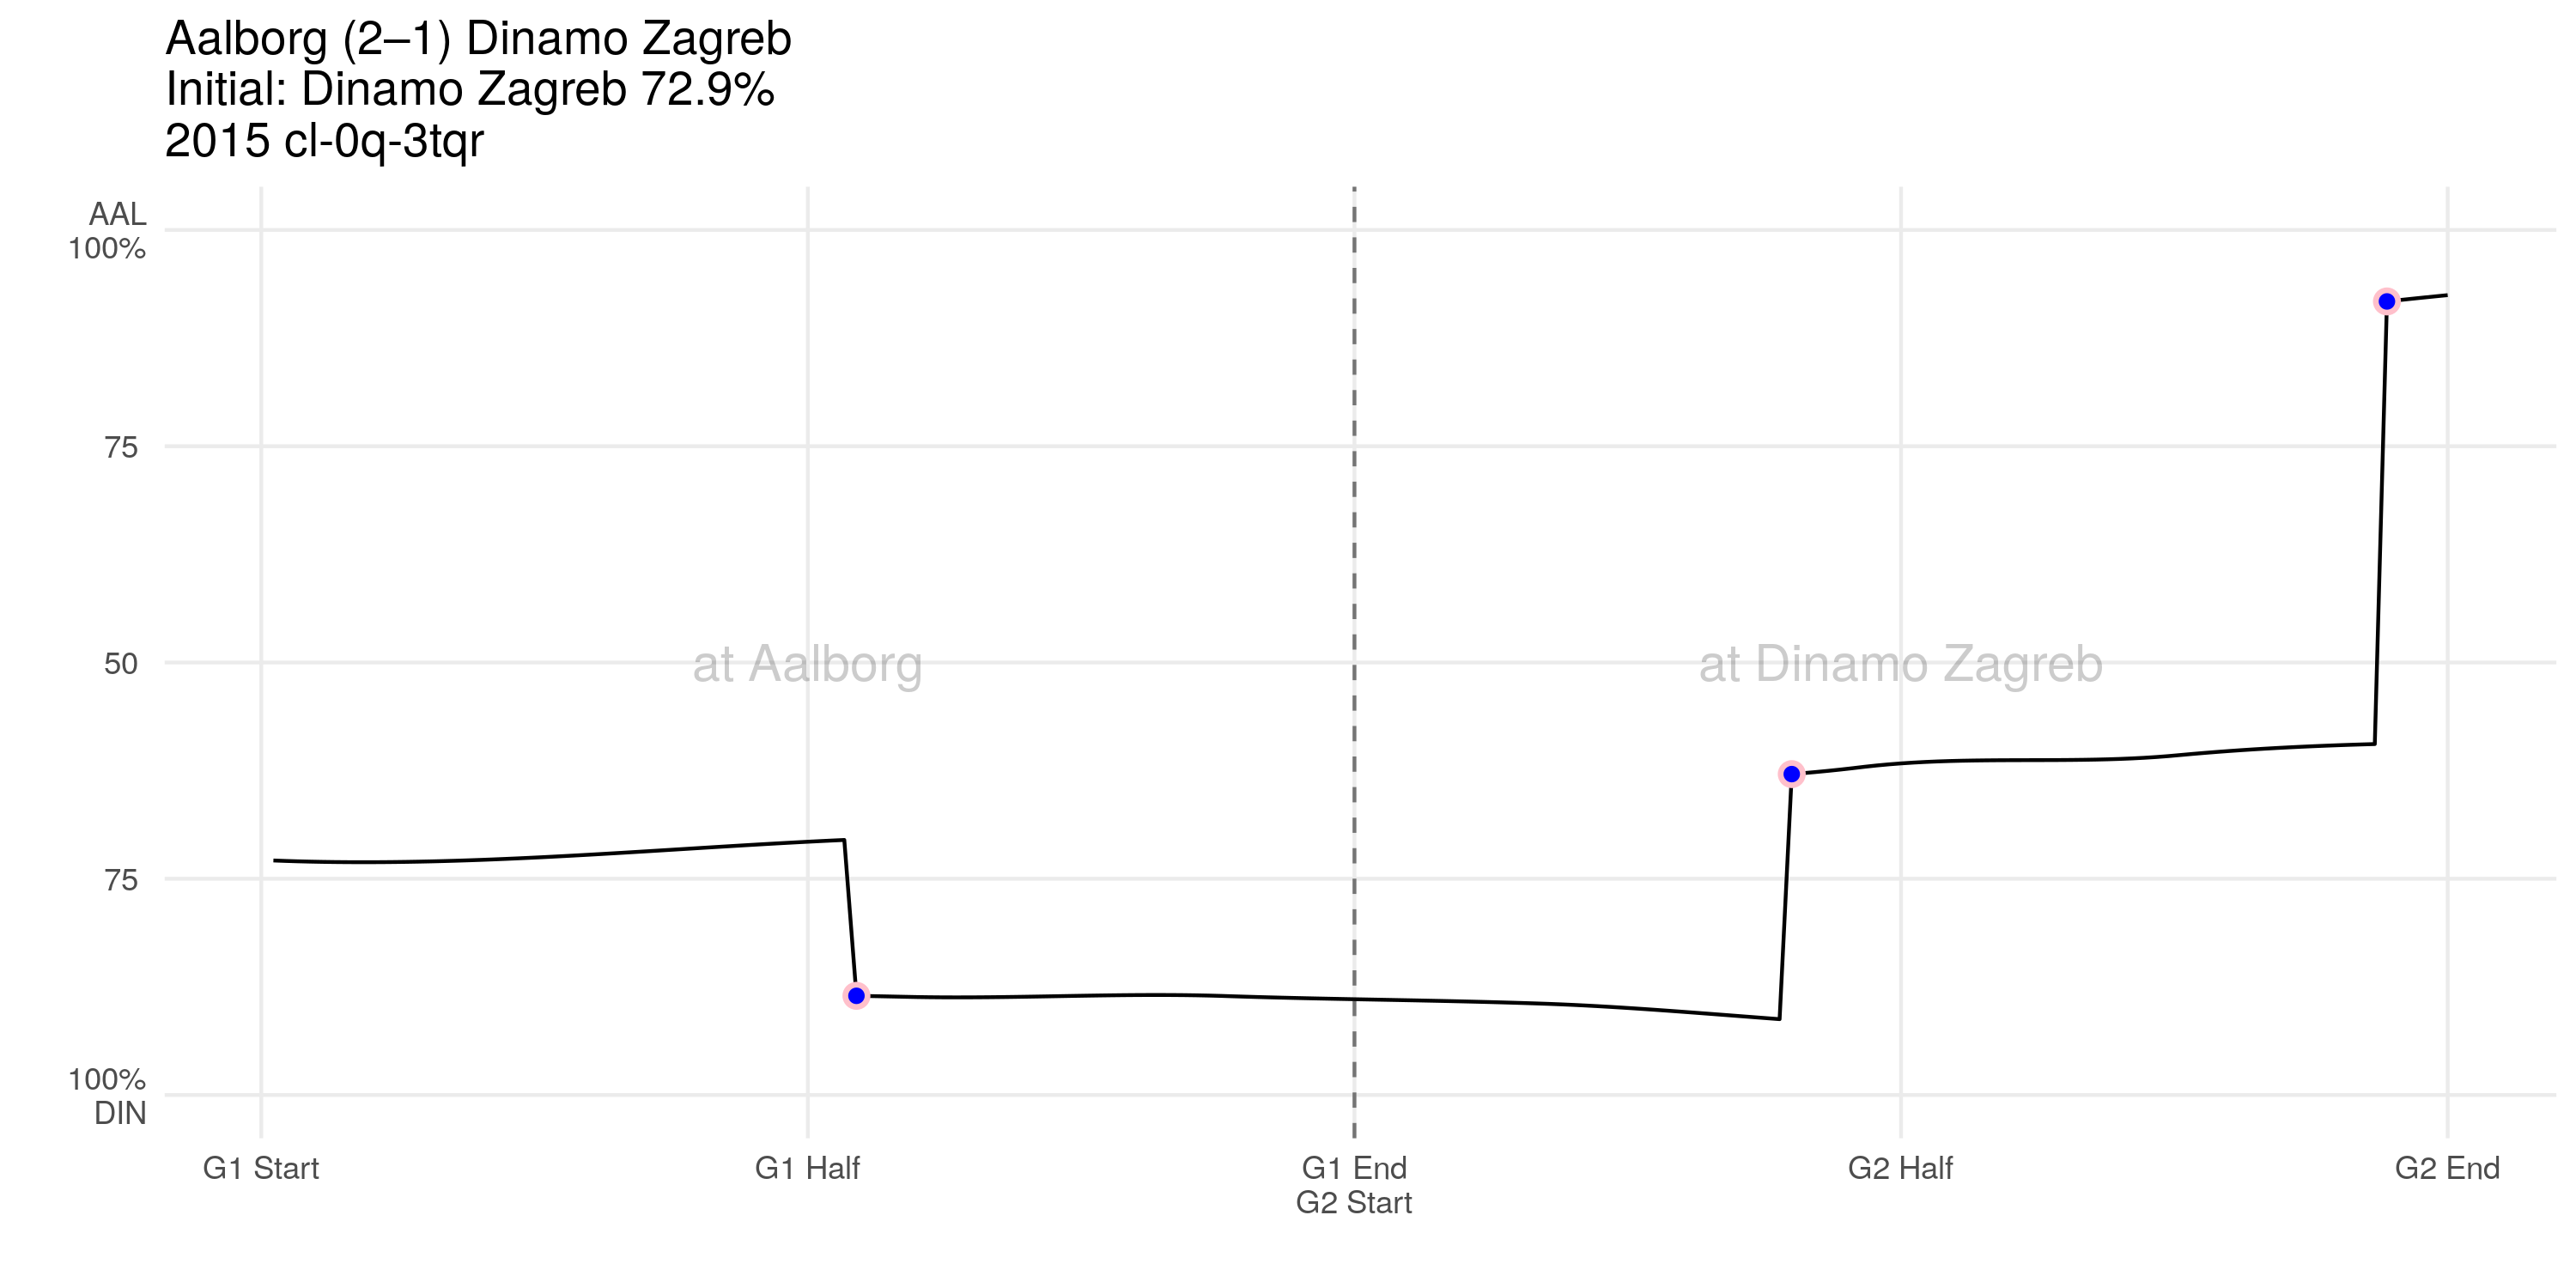 Aalborg (2–1) Dinamo Zagreb
Initial: Dinamo Zagreb 72.9%
2015 cl-0q-3tqr
AAL
100%
75
50
75
100%
DIN
at Aalborg
at Dinamo Zagreb
G1 Start
G1 Half
G1 End
G2 Start
G2 Half
G2 End